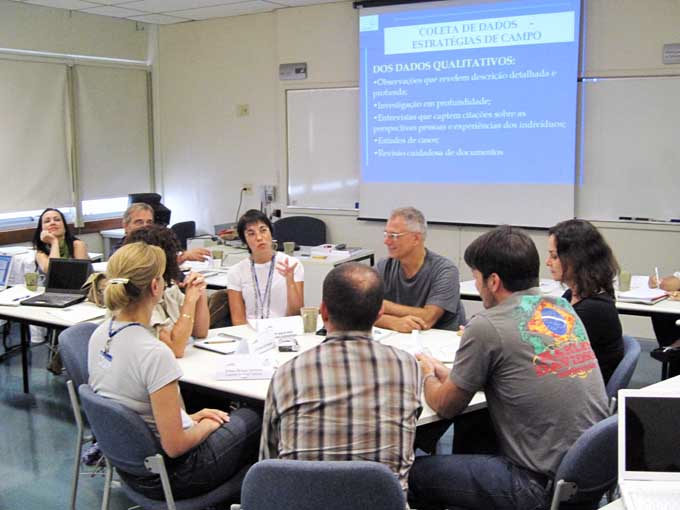 COLETA DE DADOS -
ESTRATÉGIAS DE CAMPO
DOS DADOS QUALITATIVOS:
•Observações que revelem descrição detalhada e
profunda;
•Investigação em profundidade;
•Entrevistas que captem citações sobre as
perspectivas pessoais e experiências dos indivíduos;
•Estudos de casos;
•Revisão cuidadosa de documentos